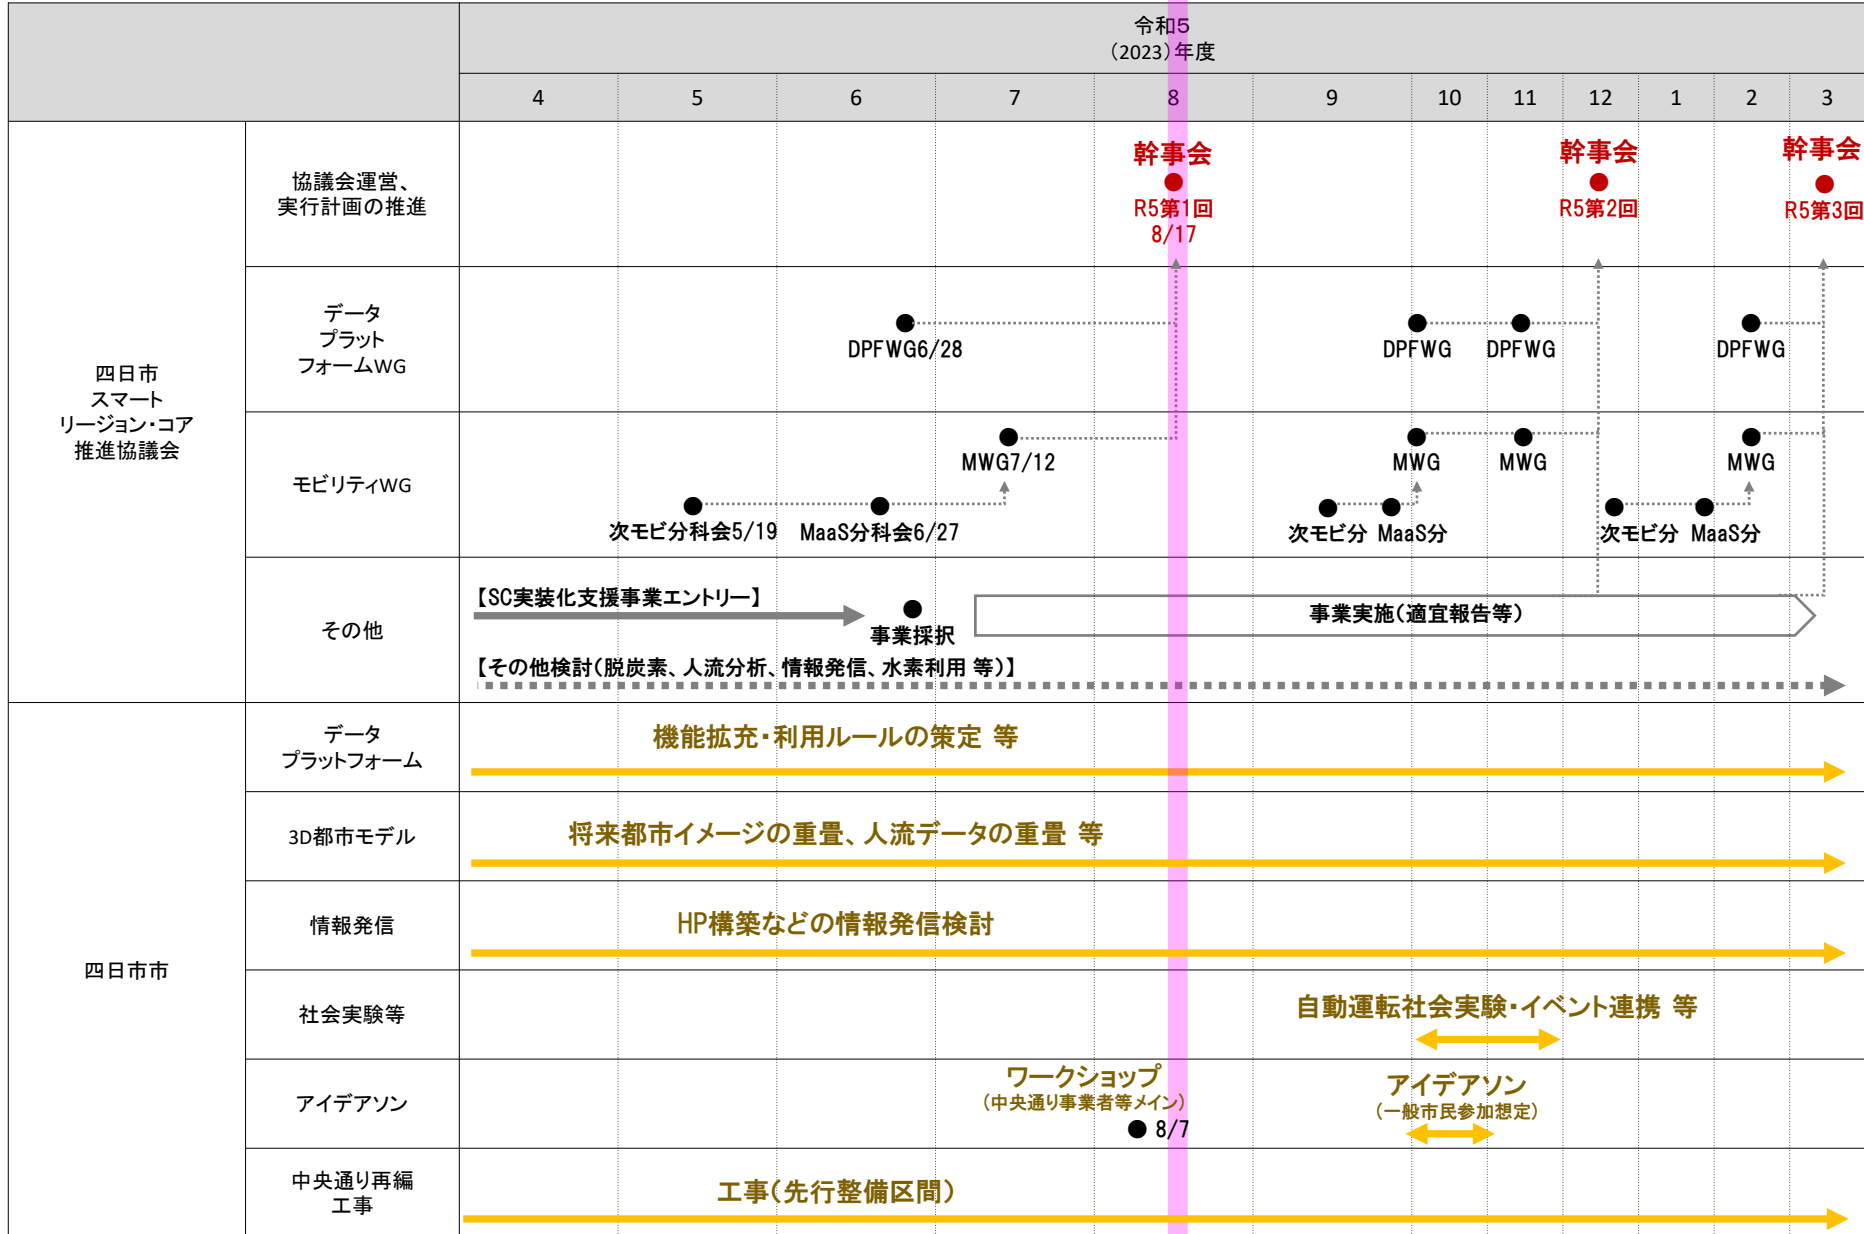 令和5
（2023）年度
4 5 6 7 8 9 10 11 12 1 2 3
四日市
スマート
リージョン・コア
推進協議会
協議会運営、
実行計画の推進
幹事会
R5第1回
8/17
幹事会
R5第2回
幹事会
R5第3回
データ
プラット
フォームWG
DPFWG6/28
DPFWG
DPFWG
DPFWG
モビリティWG
MWG7/12
MWG
MWG
MWG
次モビ分科会5/19
MaaS分科会6/27
次モビ分
MaaS分
次モビ分
MaaS分
その他
【SC実装化支援事業エントリー】
事業採択
事業実施（適宜報告等）
【その他検討（脱炭素、人流分析、情報発信、水素利用 等）】
四日市市
データ
プラットフォーム
機能拡充・利用ルールの策定 等
3D都市モデル
将来都市イメージの重畳、人流データの重畳 等
情報発信
HP構築などの情報発信検討
社会実験等
自動運転社会実験・イベント連携 等
アイデアソン
ワークショップ
（中央通り事業者等メイン）
8/7
アイデアソン
（一般市民参加想定）
中央通り再編
工事
工事（先行整備区間）